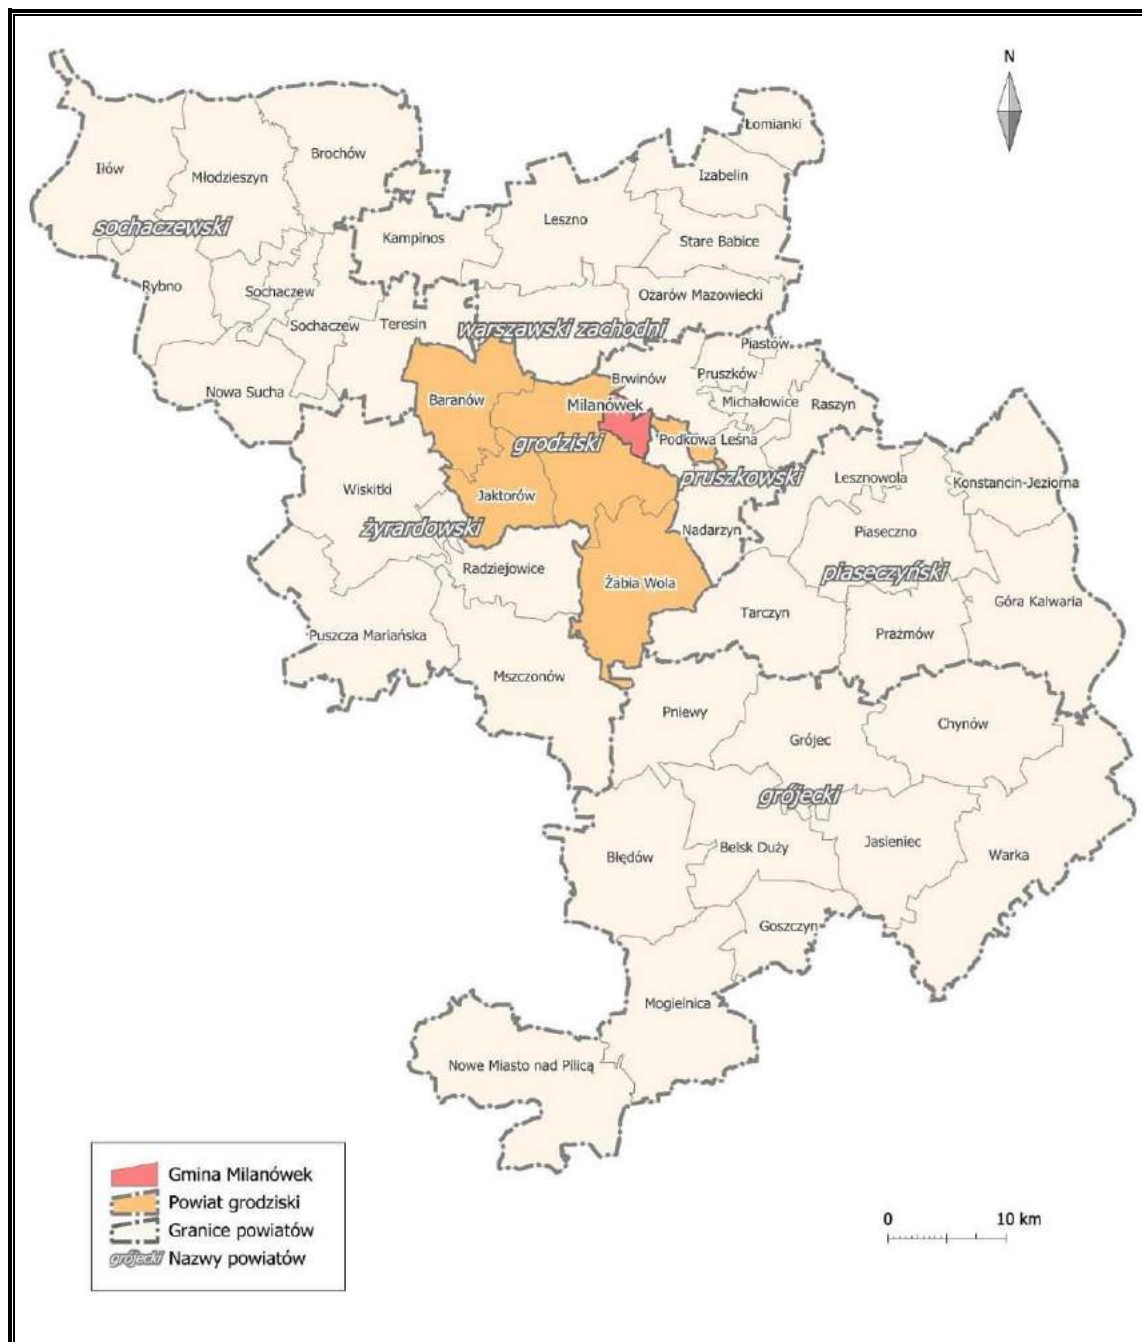 N
Łomianki
Brochów
Iłów
Młodzieszyn
Izabelin
Leszno
sochaczewski
Kampinos
Stare Babice
Rybno
Sochaczew
Ożarów Mazowiecki
Sochaczew
Teresin
warszawski zachodni
Piastów
Pruszków
Brwinów
Nowa Sucha
Baranów
Michałowice
Raszyn
Milanówek
grodziski
Podkowa Leśna
pruszkowski
Lesznowola
Konstancin-Jeziorna
Wiskitki
Jaktorów
żyrardowski
Nadarzyn
Piaseczno
Radziejowice
Żabia Wola
piaseczyński
Góra Kalwaria
Tarczyn
Puszcza Mariańska
Prażmów
Mszczonów
Pniewy
Chynów
Grójec
grójecki
Błędów
Belsk Duży
Jasieniec
Warka
Goszczyn
Mogielnica
Nowe Miasto nad Pilicą
Gmina Milanówek
Powiat grodziski
Granice powiatów
grójecki Nazwy powiatów
0 10 km